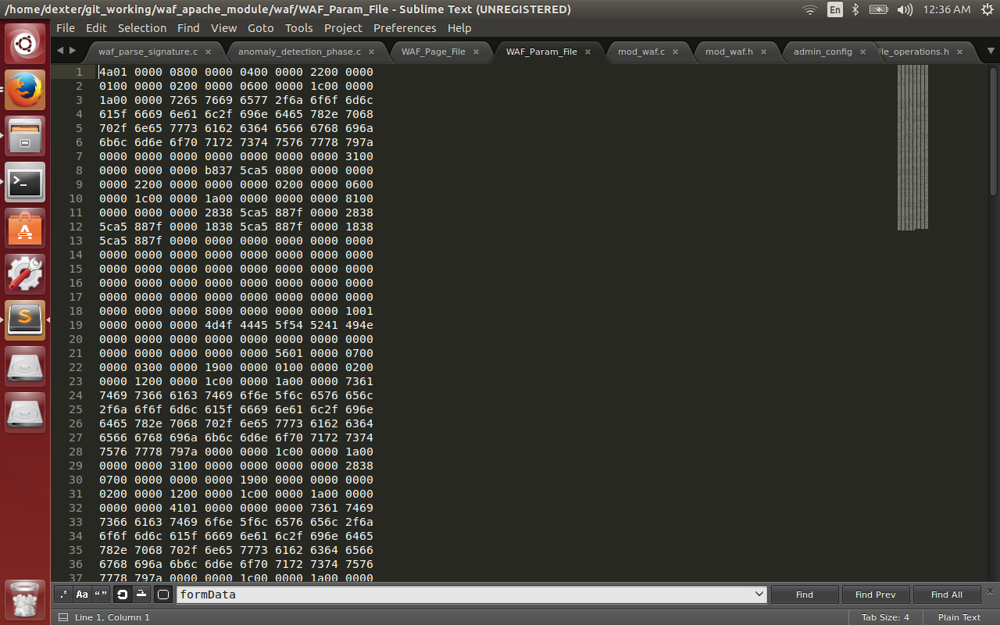 /home/dexter/git_working/waf_apache_module/waf/WAF_Param_File - Sublime Text (UNREGISTERED)
En
12:36 AM
File Edit Selection Find View Goto Tools Project Preferences Help
waf_parse_signature.c × anomaly_detection_phase.c × WAF_Page_File × WAF_Param_File × mod_waf.c × mod_waf.h × admin_config × ile_operations.h ×
1 4a01 0000 0800 0000 0400 0000 2200 0000
2 0100 0000 0200 0000 0600 0000 1c00 0000
3 1a00 0000 7265 7669 6577 2f6a 6f6f 6d6c
4 615f 6669 6e61 6c2f 696e 6465 782e 7068
5 702f 6e65 7773 6162 6364 6566 6768 696a
6 6b6c 6d6e 6f70 7172 7374 7576 7778 797a
7 0000 0000 0000 0000 0000 0000 0000 3100
8 0000 0000 0000 b837 5ca5 0800 0000 0000
9 0000 2200 0000 0000 0000 0200 0000 0600
10 0000 1c00 0000 1a00 0000 0000 0000 8100
11 0000 0000 0000 2838 5ca5 887f 0000 2838
12 5ca5 887f 0000 1838 5ca5 887f 0000 1838
13 5ca5 887f 0000 0000 0000 0000 0000 0000
14 0000 0000 0000 0000 0000 0000 0000 0000
15 0000 0000 0000 0000 0000 0000 0000 0000
16 0000 0000 0000 0000 0000 0000 0000 0000
17 0000 0000 0000 0000 0000 0000 0000 0000
18 0000 0000 0000 8000 0000 0000 0000 1001
19 0000 0000 0000 4d4f 4445 5f54 5241 494e
20 0000 0000 0000 0000 0000 0000 0000 0000
21 0000 0000 0000 0000 0000 5601 0000 0700
22 0000 0300 0000 1900 0000 0100 0000 0200
23 0000 1200 0000 1c00 0000 1a00 0000 7361
24 7469 7366 6163 7469 6f6e 5f6c 6576 656c
25 2f6a 6f6f 6d6c 615f 6669 6e61 6c2f 696e
26 6465 782e 7068 702f 6e65 7773 6162 6364
27 6566 6768 696a 6b6c 6d6e 6f70 7172 7374
28 7576 7778 797a 0000 0000 1c00 0000 1a00
29 0000 0000 3100 0000 0000 0000 0000 2838
30 0700 0000 0000 0000 1900 0000 0000 0000
31 0200 0000 1200 0000 1c00 0000 1a00 0000
32 0000 0000 4101 0000 0000 0000 7361 7469
33 7366 6163 7469 6f6e 5f6c 6576 656c 2f6a
34 6f6f 6d6c 615f 6669 6e61 6c2f 696e 6465
35 782e 7068 702f 6e65 7773 6162 6364 6566
36 6768 696a 6b6c 6d6e 6f70 7172 7374 7576
37 7778 797a 0000 0000 1c00 0000 1a00 0000
.* Aa “” formData Find Find Prev Find All ×
Line 1, Column 1 Tab Size: 4 Plain Text